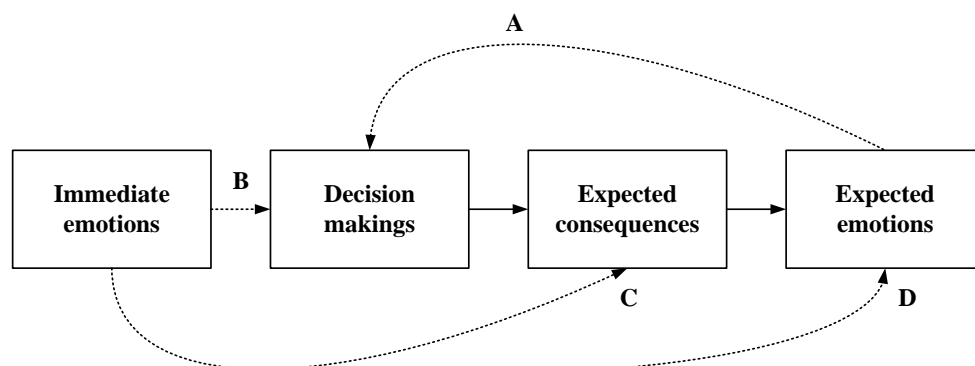 A
Immediate
emotions
B
Decision
makings
Expected
consequences
Expected
emotions
C
D